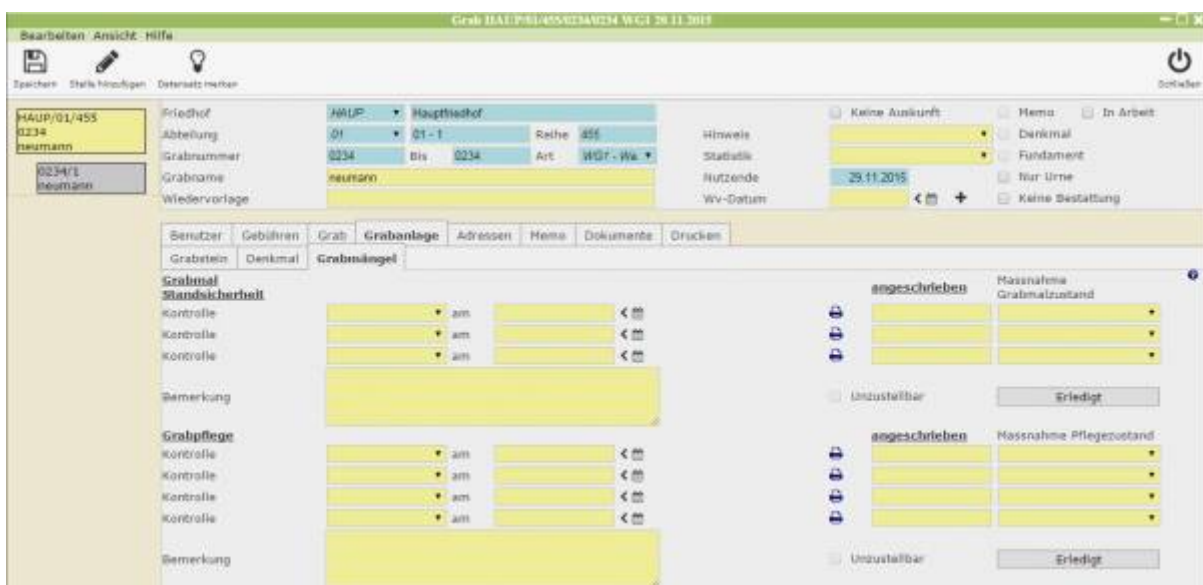 Grab HAUP/01/455/0234/0234 WG1 29.11.2015
Bearbeiten Ansicht Hilfe
Speichern Stelle hinzufügen Datensatz merken Schließen
HAUP/01/455
0234
neumann
0234/1
neumann
Friedhof HAUP Hauptfriedhof Keine Auskunft Memo In Arbeit
Abteilung 01 01 - 1 Reihe 455 Hinweis Denkmal
Grabnummer 0234 Bis 0234 Art WG1 - Wa Statistik Fundament
Grabname neumann Nutzende 29.11.2015 Nur Urne
Wiedervorlage Wv-Datum Keine Bestattung
Benutzer Gebühren Grab Grabanlage Adressen Memo Dokumente Drucken
Grabstein Denkmal Grabmängel
Grabmal
Standsicherheit angeschrieben Massnahme
Grabmalzustand
Kontrolle am
Kontrolle am
Kontrolle am
Bemerkung Unzustellbar Erledigt
Grabpflege angeschrieben Massnahme Pflegezustand
Kontrolle am
Kontrolle am
Kontrolle am
Kontrolle am
Bemerkung Unzustellbar Erledigt